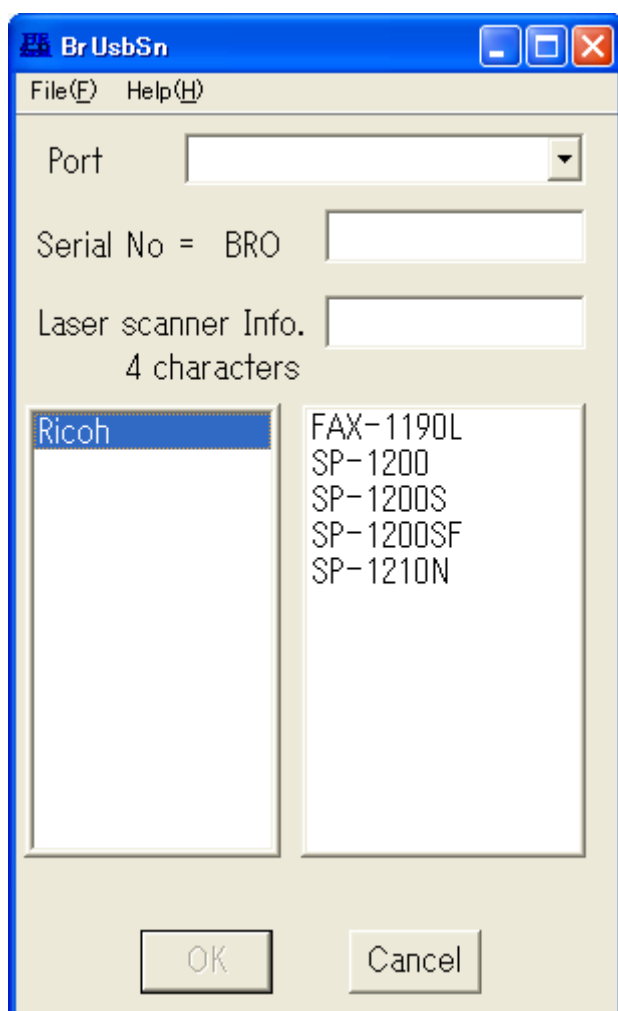 BrUsbSn
File(F) Help(H)
Port
Serial No = BRO
Laser scanner Info.
4 characters
Ricoh
FAX-1190L
SP-1200
SP-1200S
SP-1200SF
SP-1210N
OK
Cancel